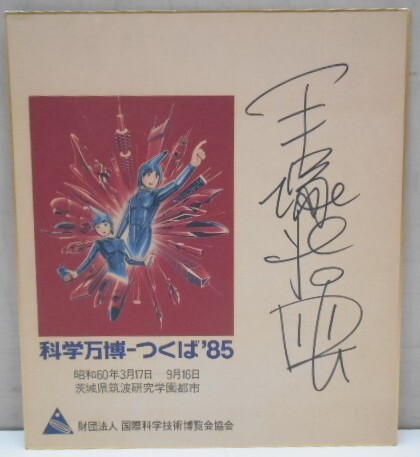 科学万博-つくば'85
昭和60年3月17日 9月16日
茨城県筑波研究学園都市
財団法人 国際科学技術博覧会協会